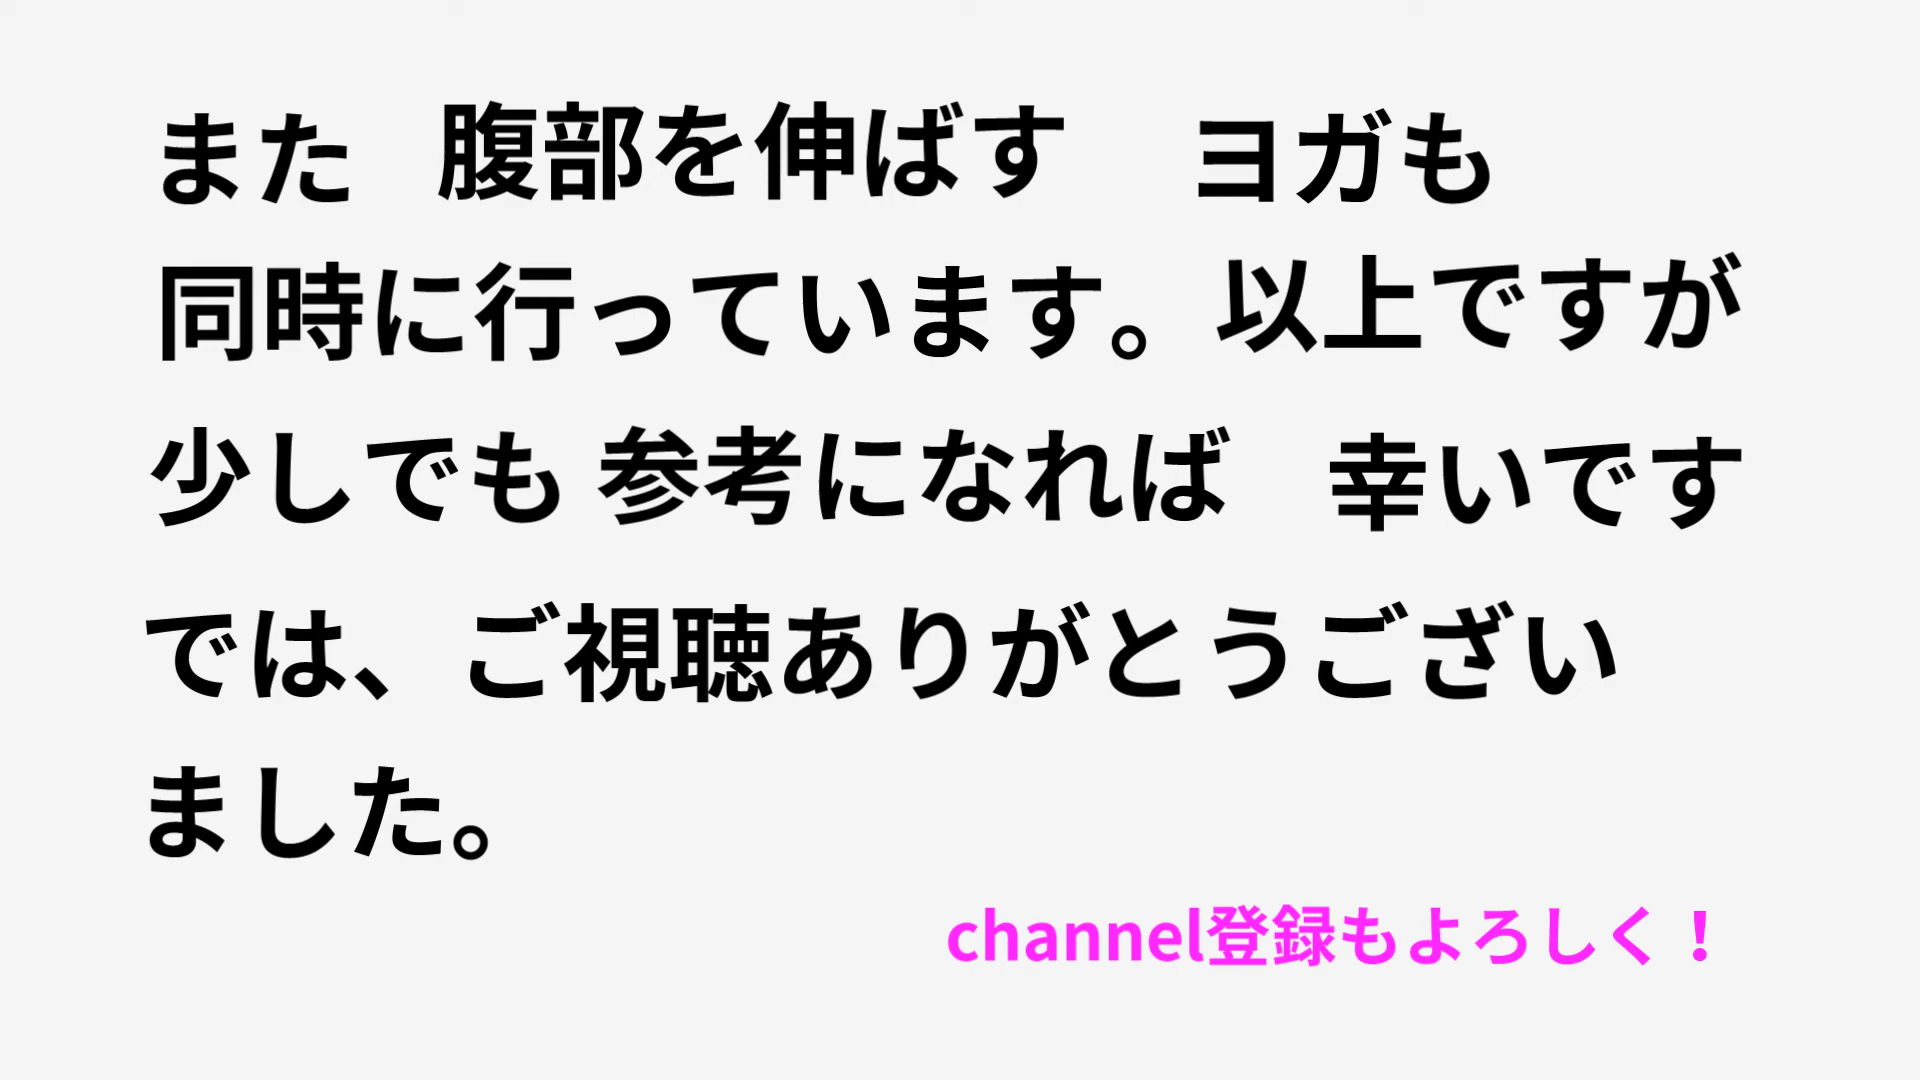 また　腹部を伸ばす　ヨガも
同時に行っています。以上ですが
少しでも 参考になれば　幸いです
では、ご視聴ありがとうござい
ました。
channel登録もよろしく！